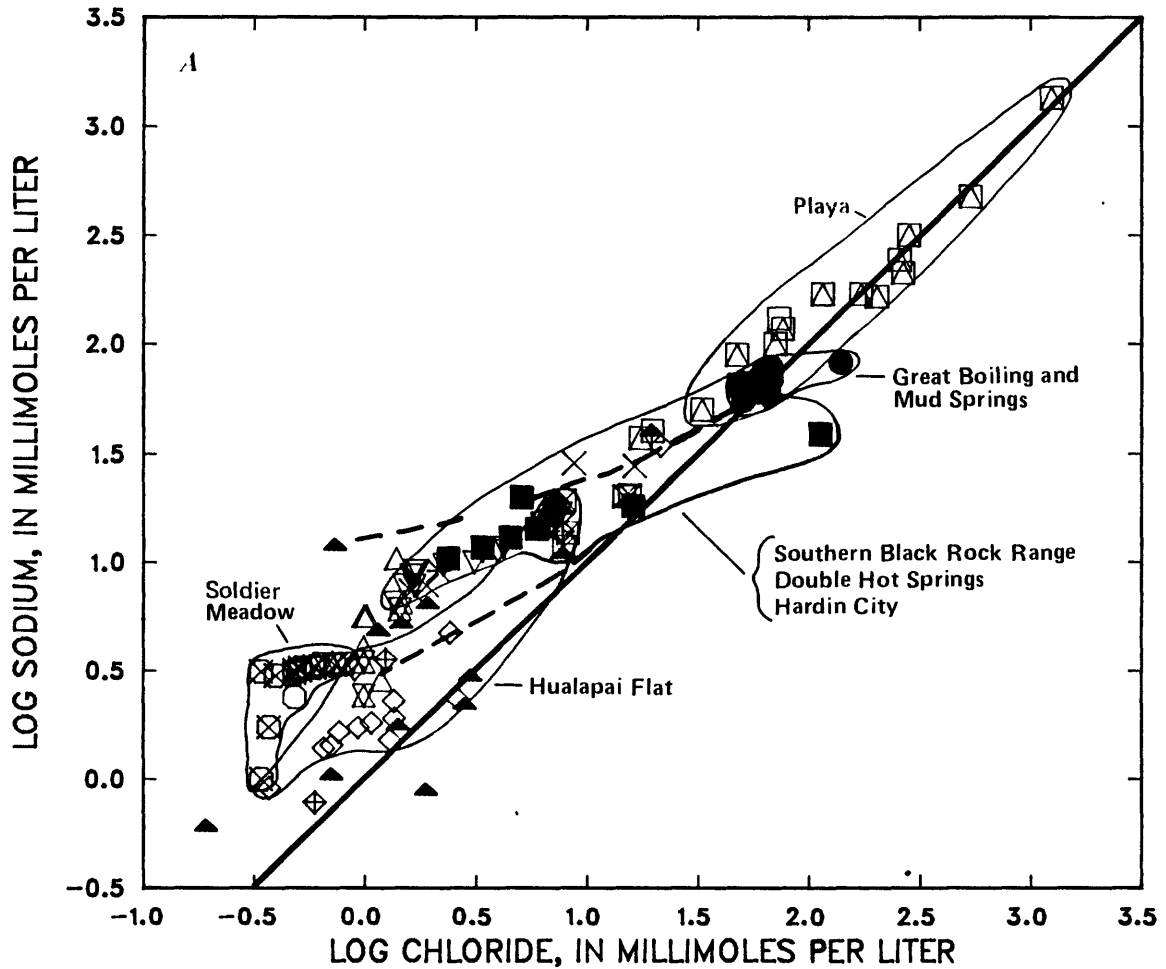 A
3.5
3.0
2.5
2.0
1.5
1.0
0.5
0.0
−0.5
LOG SODIUM, IN MILLIMOLES PER LITER
Playa
Great Boiling and
Mud Springs
Southern Black Rock Range
Double Hot Springs
Hardin City
Soldier
Meadow
Hualapai Flat
−1.0 −0.5 0.0 0.5 1.0 1.5 2.0 2.5 3.0 3.5
LOG CHLORIDE, IN MILLIMOLES PER LITER